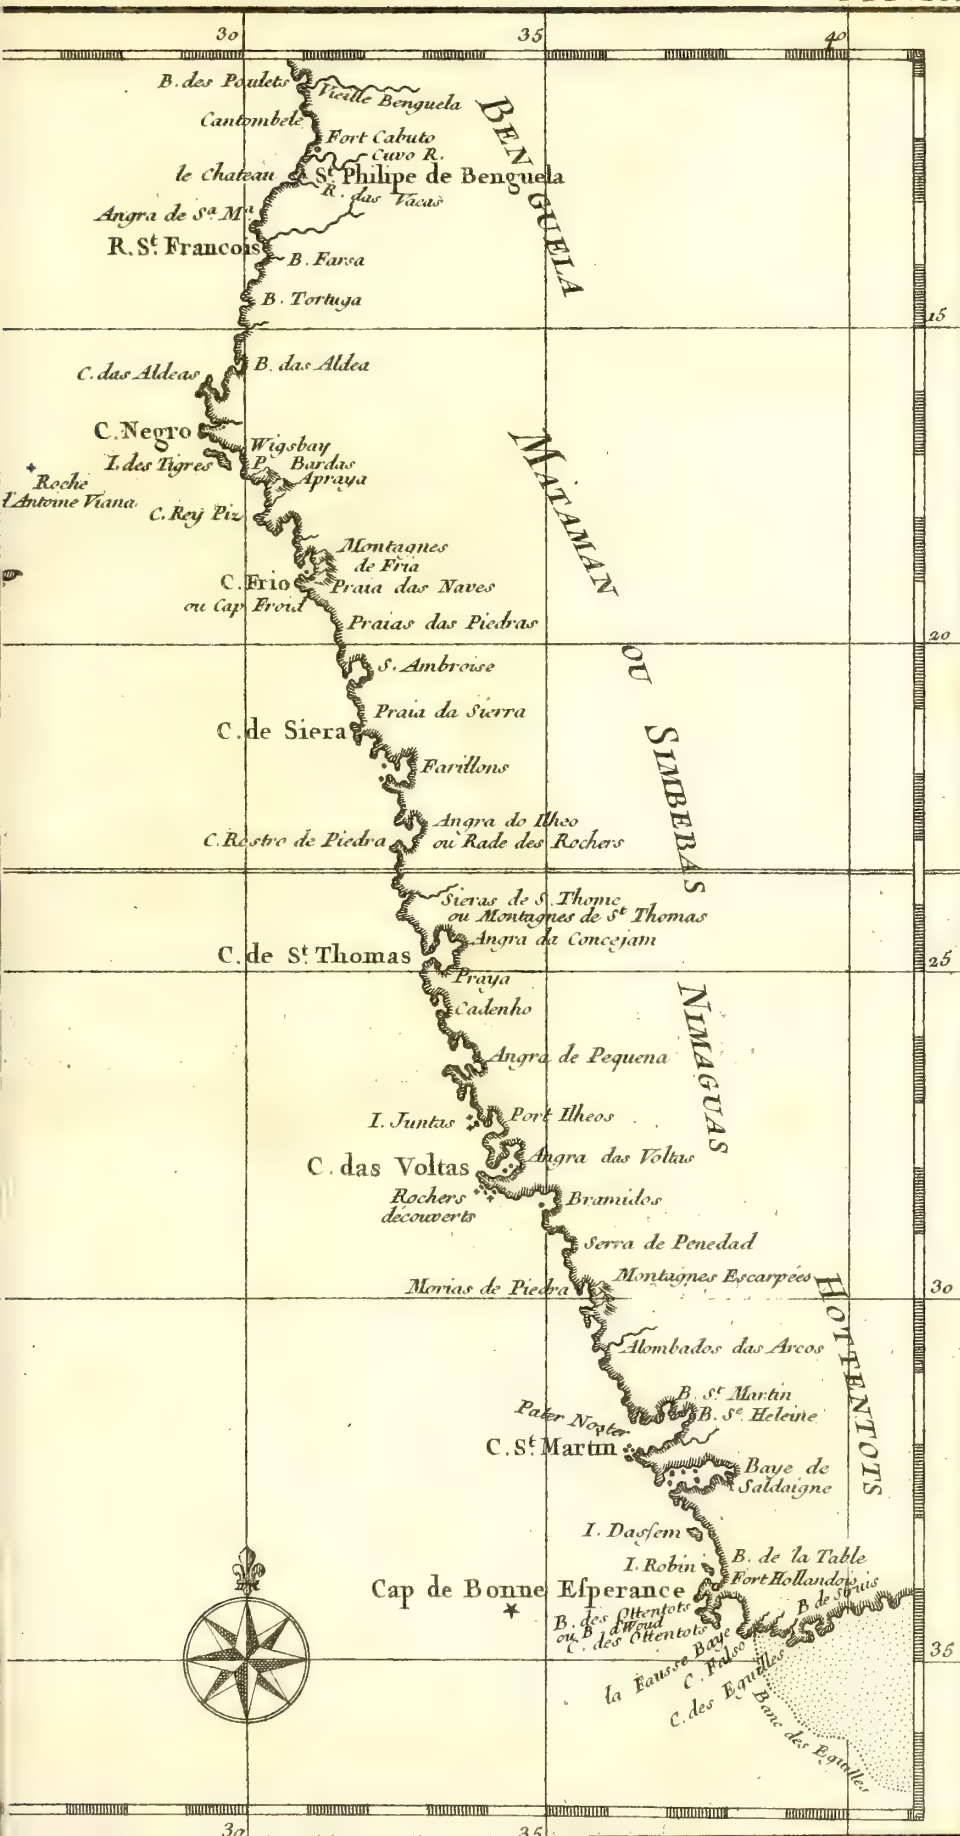 30 35 40
B. des Poulets
Vieille Benguela
Cantombele
Fort Cabuto
Cuvo R.
le Chateau
St. Philipe de Benguela
R. das Vacas
Angra de Sa. Ma.
R. St. Francois
B. Farsa
B. Tortuga
BENGUELA
15
B. das Aldea
C. das Aldeas
C. Negro
Wigsbay
I. des Tigres
P. Bardas
Apraya
Roche
d'Antoine Viana
C. Rey Piz
MATAMAN OU SIMBEBAS
Montagnes
de Fria
C. Frio
ou Cap Froid
Praia das Naves
Praias das Piedras
20
S. Ambroise
Praia da Sierra
C. de Siera
Farillons
Angra do Ilheo
ou Rade des Rochers
C. Rostro de Piedra
Sieras de S. Thome
ou Montagnes de St. Thomas
Angra da Concejam
C. de St. Thomas
25
Praya
Cadenho
NIMAGUAS
Angra de Pequena
I. Juntas
Port Ilheos
Angra das Voltas
C. das Voltas
Rochers
découverts
Bramidos
Serra de Penedad
Montagnes Escarpées
Morias de Piedra
30
HOTTENTOTS
Alombados das Arcos
B. st Martin
B. Se Heleine
Pater Noster
C. St. Martin
Baye de
Saldaigne
I. Dassem
I. Robin
B. de la Table
Fort Hollandois
Cap de Bonne Esperance
B. de Struis
B. des Ottentots
ou B. d'Woud
C. des Ottentots
35
la Fausse Baye
C. Falso
C. des Eguilles
Banc des Eguilles
30 35